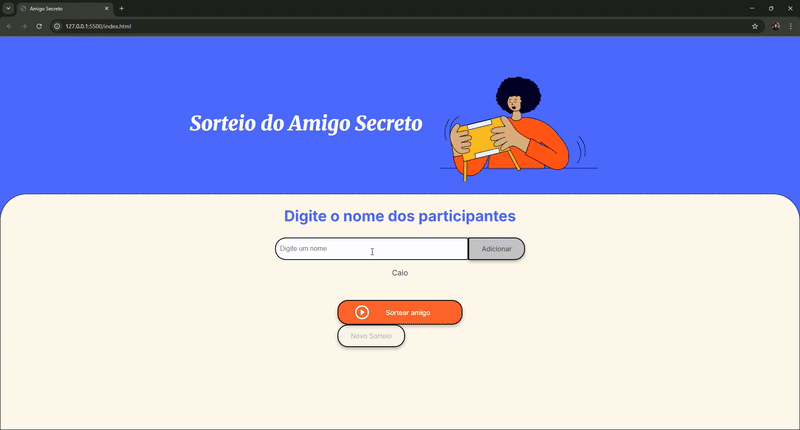 Amigo Secreto
127.0.0.1:5500/index.html
Sorteio do Amigo Secreto
Digite o nome dos participantes
Digite um nome
Adicionar
Caio
Sortear amigo
Novo Sorteio